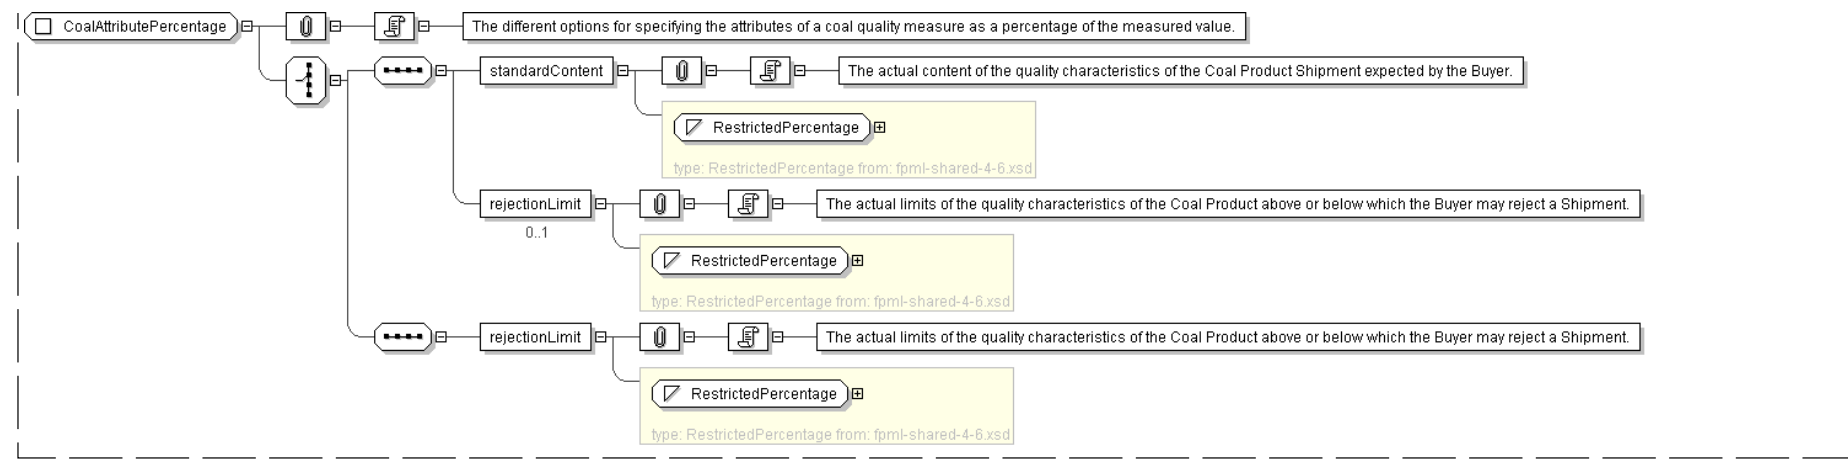 CoalAttributePercentage
The different options for specifying the attributes of a coal quality measure as a percentage of the measured value.
standardContent
The actual content of the quality characteristics of the Coal Product Shipment expected by the Buyer.
RestrictedPercentage
type: RestrictedPercentage from: fpml-shared-4-6.xsd
rejectionLimit
The actual limits of the quality characteristics of the Coal Product above or below which the Buyer may reject a Shipment.
0..1
RestrictedPercentage
type: RestrictedPercentage from: fpml-shared-4-6.xsd
rejectionLimit
The actual limits of the quality characteristics of the Coal Product above or below which the Buyer may reject a Shipment.
RestrictedPercentage
type: RestrictedPercentage from: fpml-shared-4-6.xsd